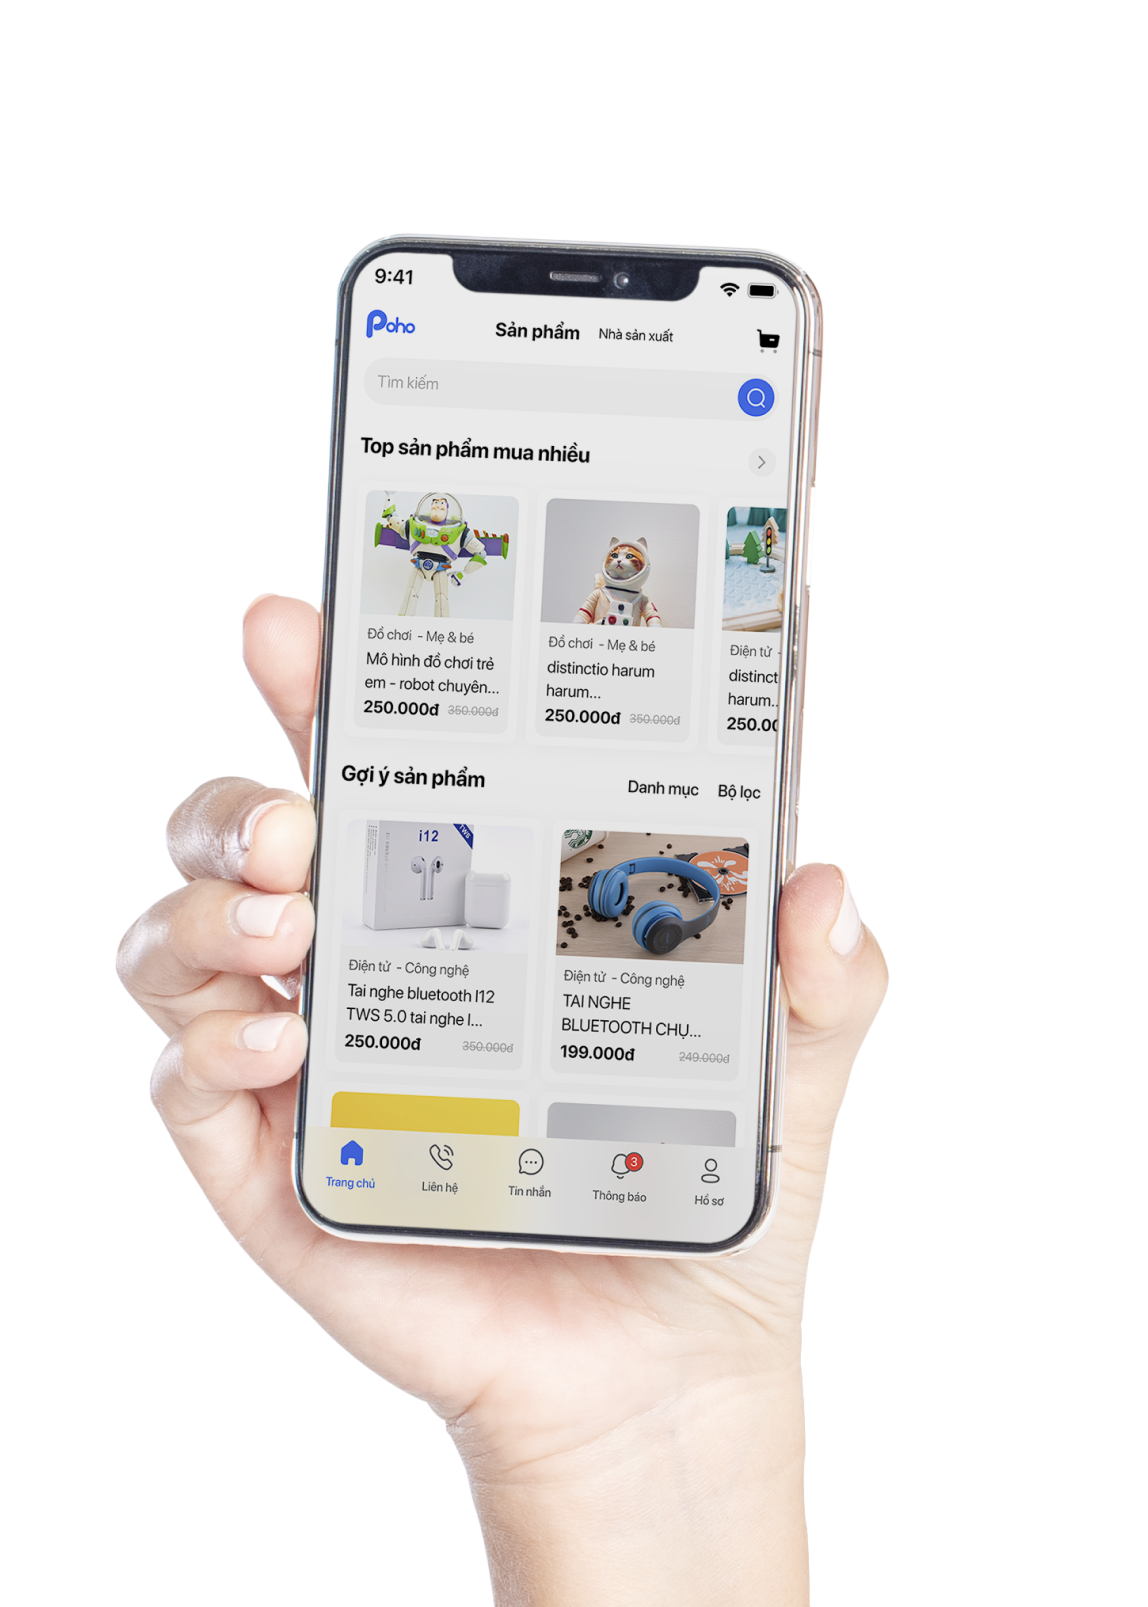 9:41
Poho
Sản phẩm
Nhà sản xuất
Tìm kiếm
Top sản phẩm mua nhiều
Đồ chơi - Mẹ & bé
Mô hình đồ chơi trẻ
em - robot chuyên...
250.000đ 350.000đ
Đồ chơi - Mẹ & bé
distinctio harum
harum...
250.000đ 350.000đ
Điện tử -
distinct
harum..
250.00
Gợi ý sản phẩm
Danh mục
Bộ lọc
i12
TWS
Điện tử - Công nghệ
Tai nghe bluetooth I12
TWS 5.0 tai nghe I...
250.000đ 350.000đ
Điện tử - Công nghệ
TAI NGHE
BLUETOOTH CHỤ...
199.000đ 249.000đ
Trang chủ
Liên hệ
Tin nhắn
3
Thông báo
Hồ sơ